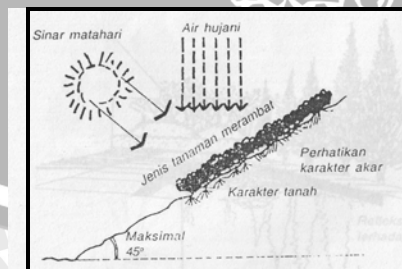 Sinar matahari
Air hujani
Jenis tanaman merambat
Perhatikan
karakter akar
Karakter tanah
Maksimal
45°